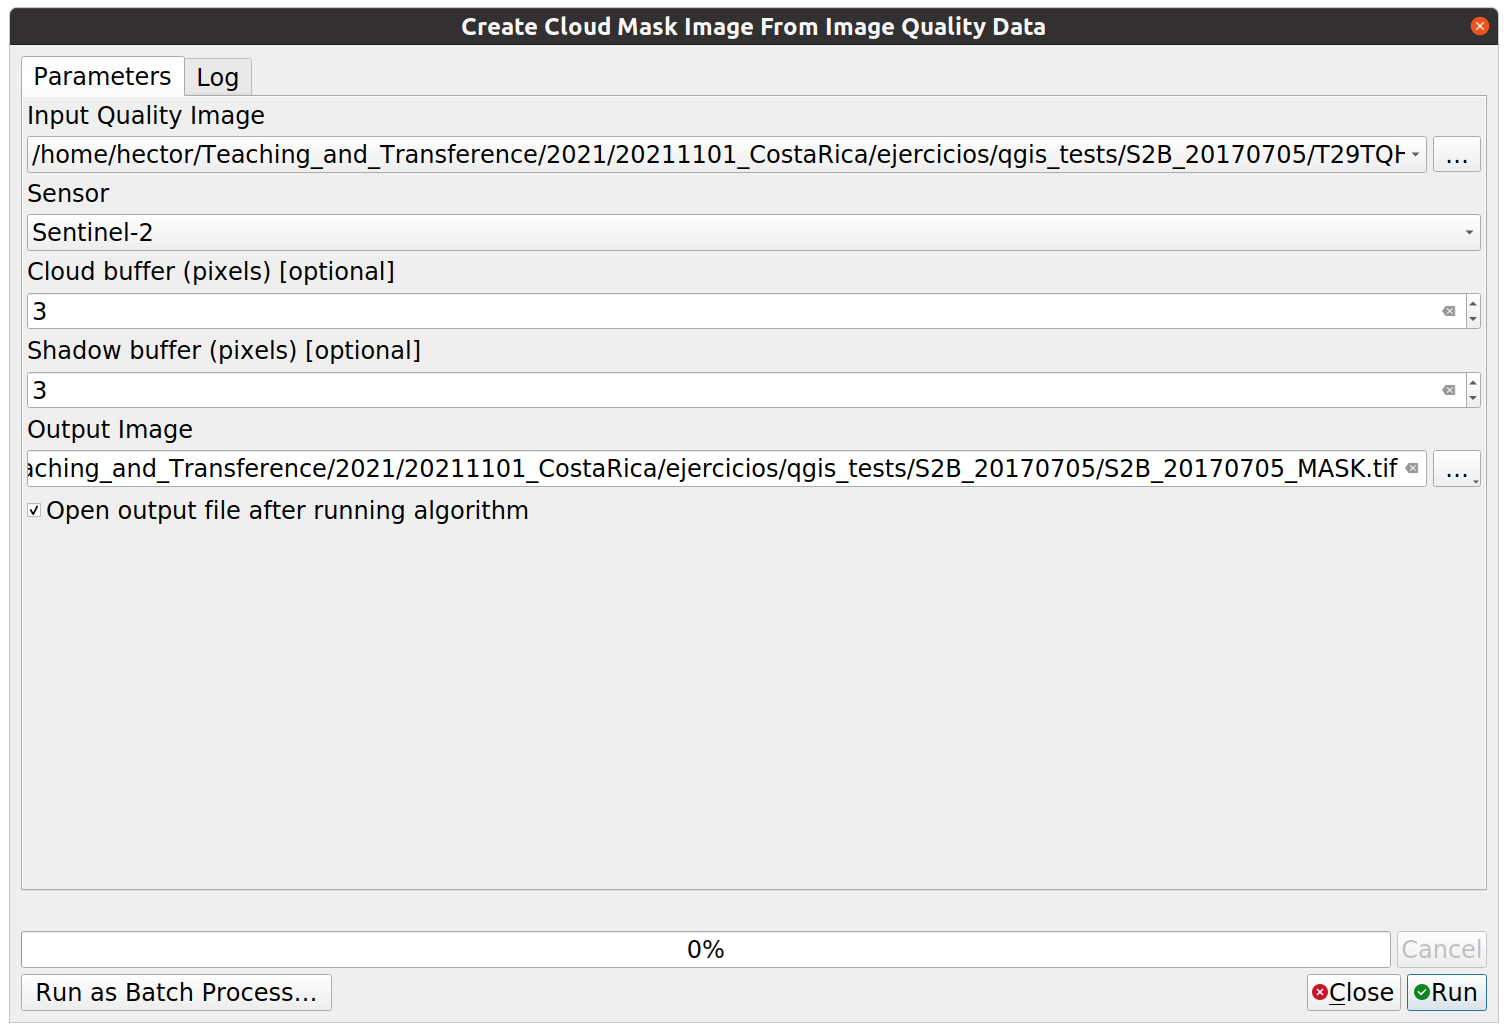 Create Cloud Mask Image From Image Quality Data
Parameters
Log
Input Quality Image
/home/hector/Teaching_and_Transference/2021/20211101_CostaRica/ejercicios/qgis_tests/S2B_20170705/T29TQH
...
Sensor
Sentinel-2
Cloud buffer (pixels) [optional]
3
Shadow buffer (pixels) [optional]
3
Output Image
aching_and_Transference/2021/20211101_CostaRica/ejercicios/qgis_tests/S2B_20170705/S2B_20170705_MASK.tif
...
Open output file after running algorithm
0%
Cancel
Run as Batch Process...
Close
Run